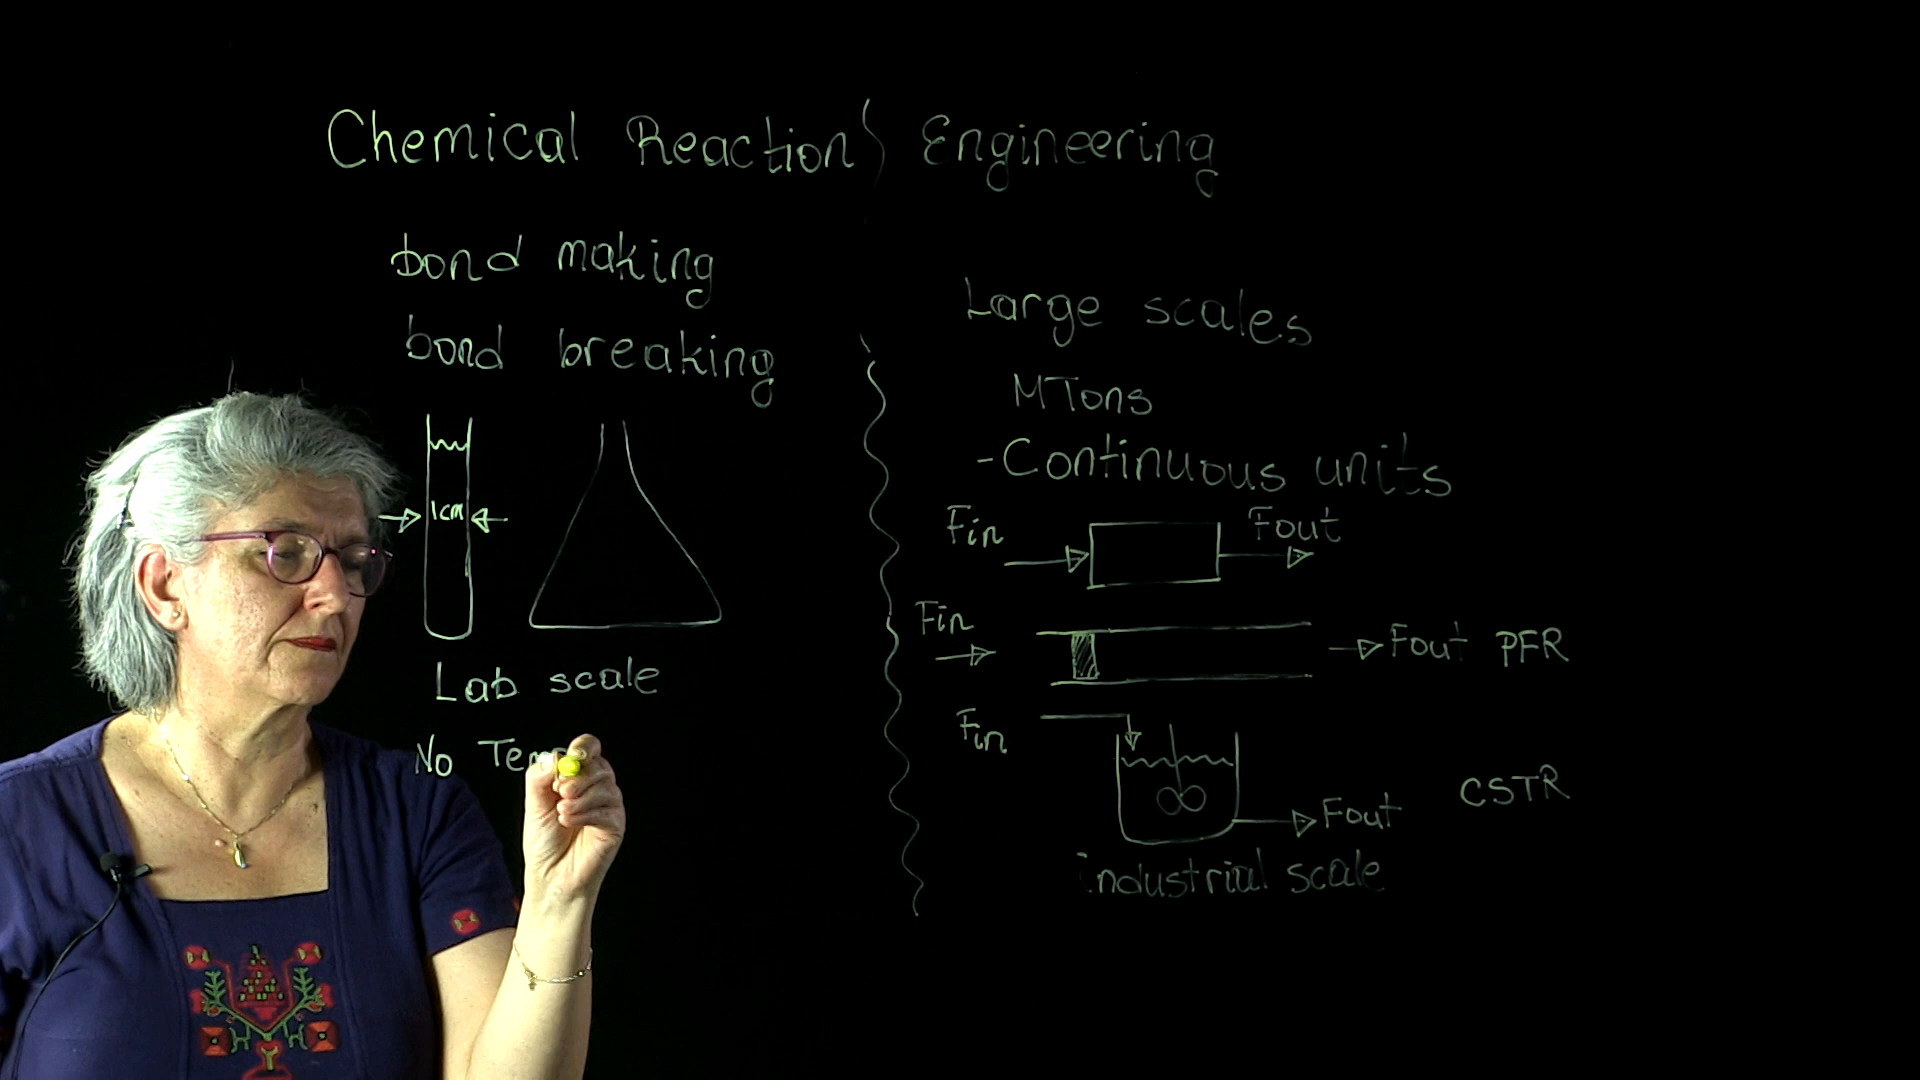 Chemical Reaction Engineering
bond making
bond breaking
1cm
Lab scale
No Tem
Large scales
MTons
-Continuous units
Fin
Fout
Fin
Fout PFR
Fin
Fout
CSTR
industrial scale